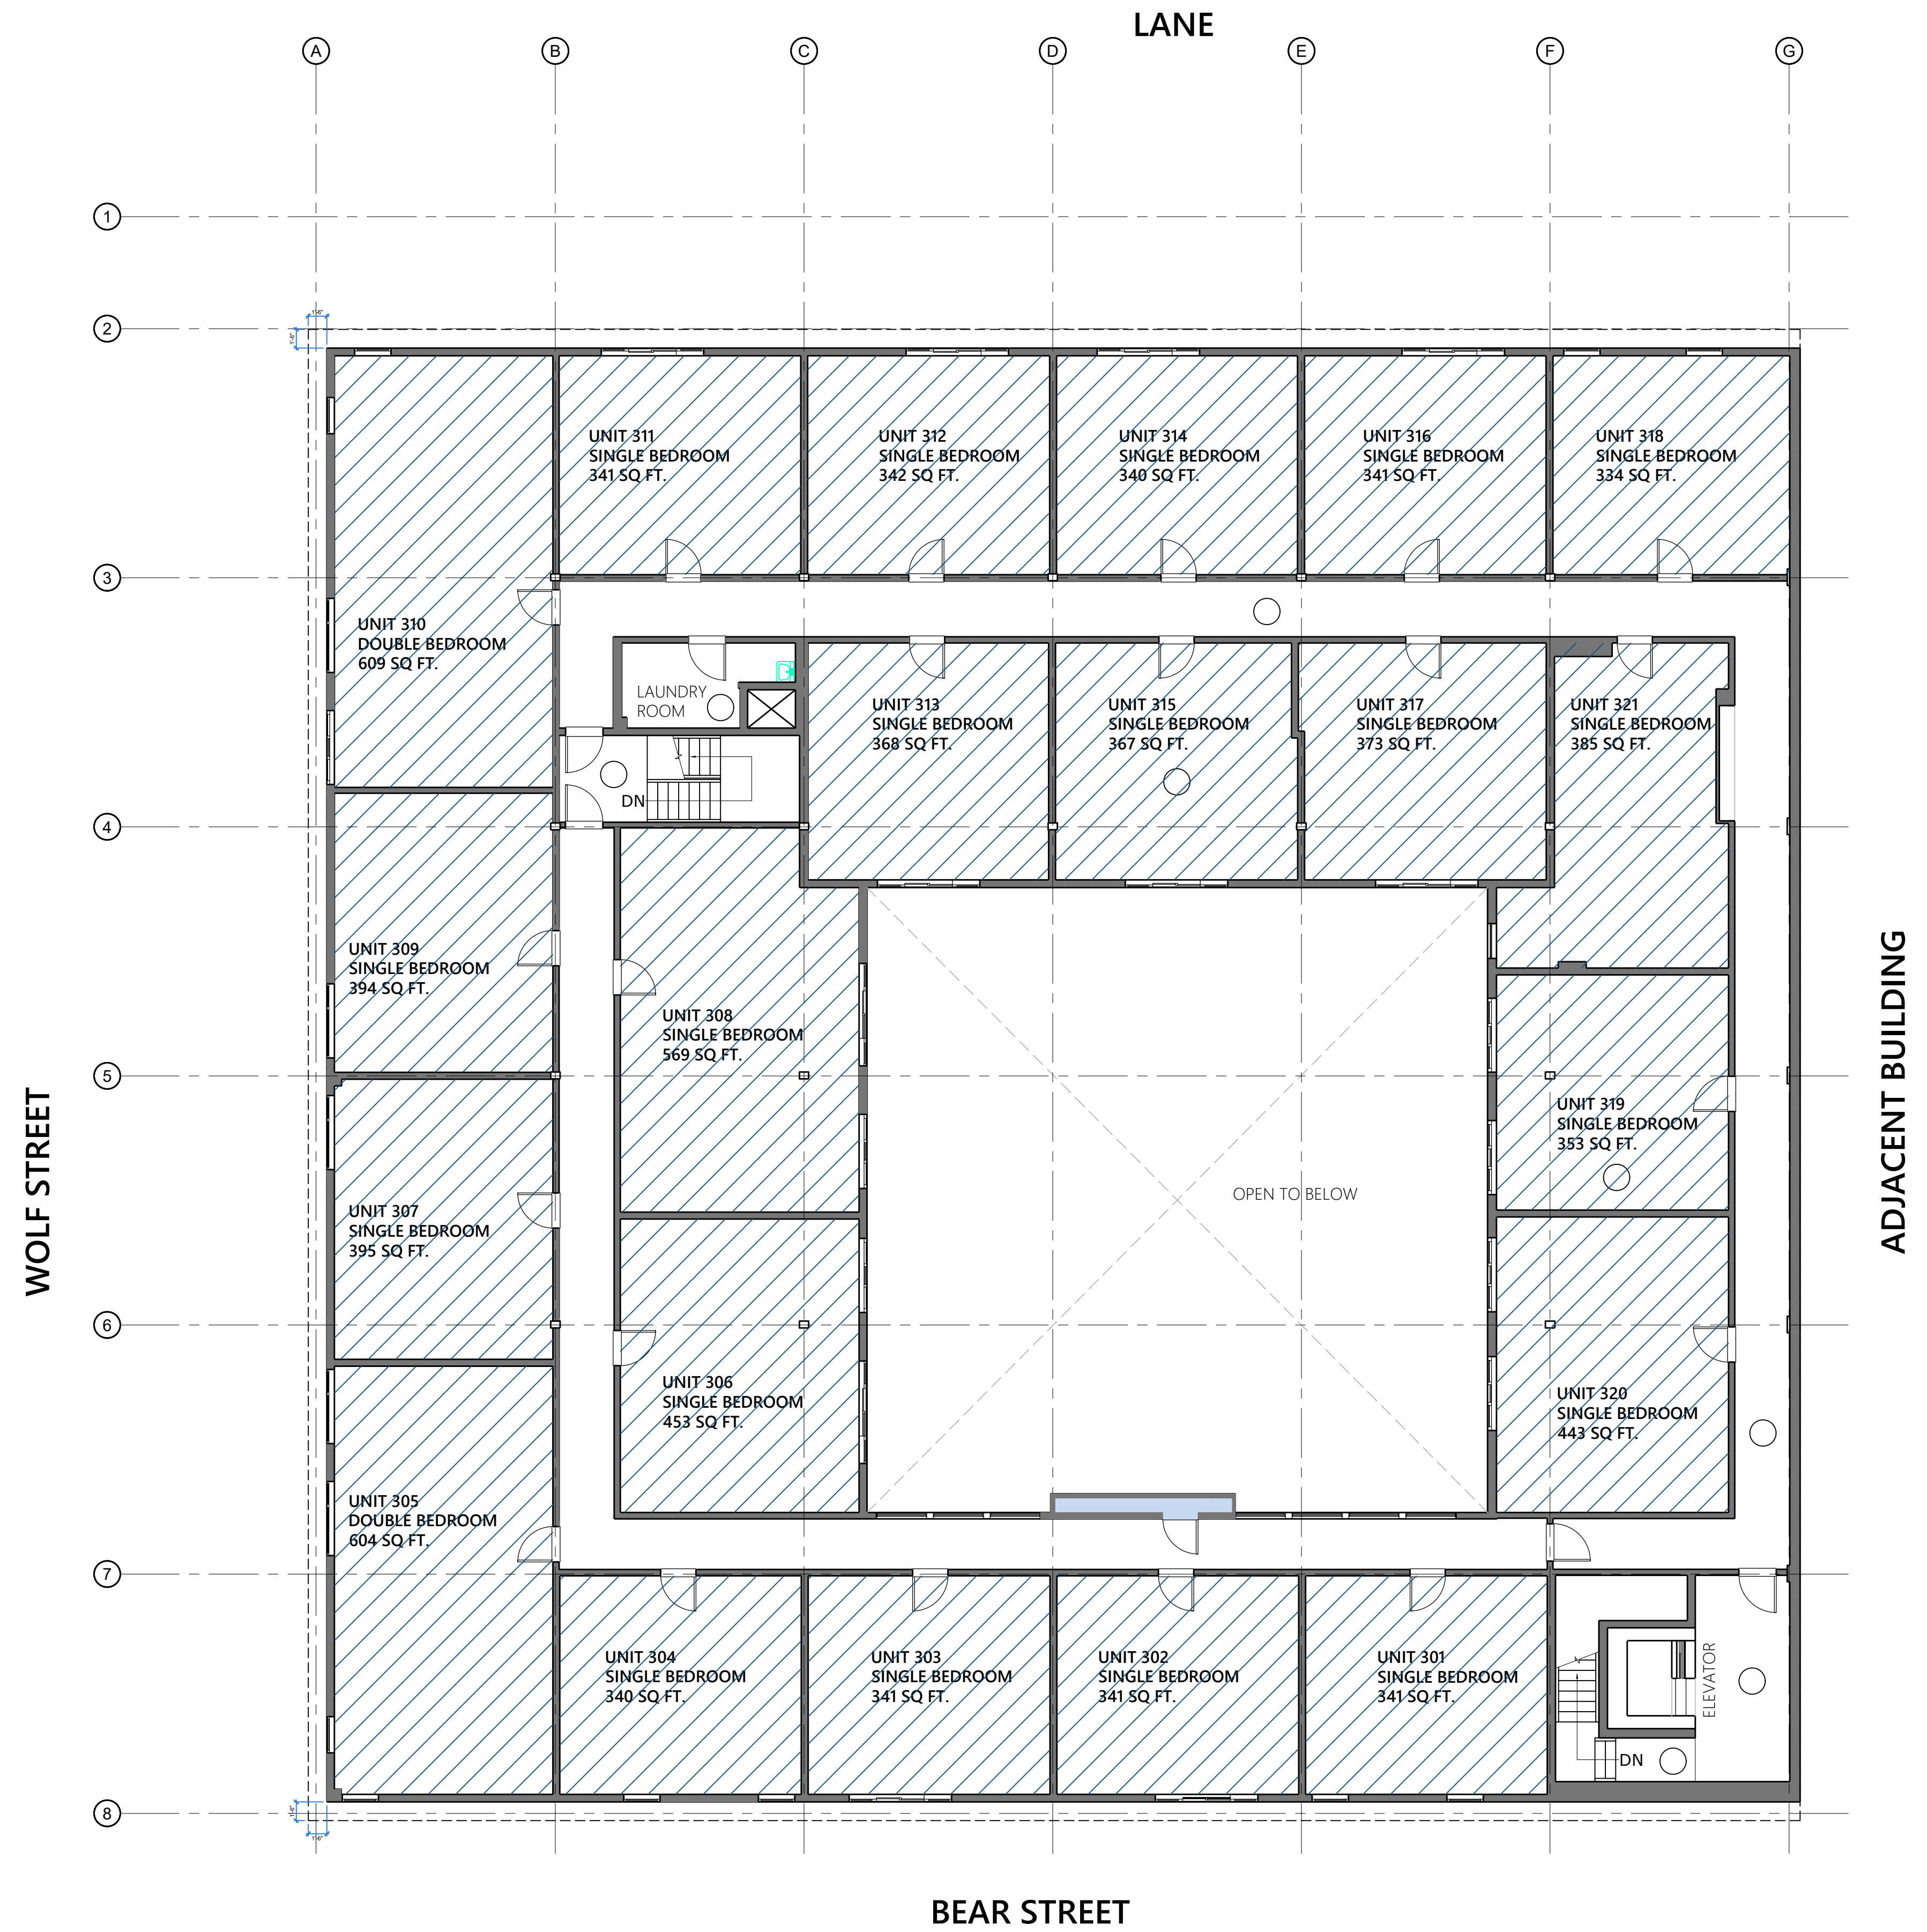 LANE
A
B
C
D
E
F
G
1
2
1'-6"
1'-6"
UNIT 311
SINGLE BEDROOM
341 SQ FT.
UNIT 312
SINGLE BEDROOM
342 SQ FT.
UNIT 314
SINGLE BEDROOM
340 SQ FT.
UNIT 316
SINGLE BEDROOM
341 SQ FT.
UNIT 318
SINGLE BEDROOM
334 SQ FT.
3
UNIT 310
DOUBLE BEDROOM
609 SQ FT.
LAUNDRY
ROOM
UNIT 313
SINGLE BEDROOM
368 SQ FT.
UNIT 315
SINGLE BEDROOM
367 SQ FT.
UNIT 317
SINGLE BEDROOM
373 SQ FT.
UNIT 321
SINGLE BEDROOM
385 SQ FT.
DN
4
UNIT 309
SINGLE BEDROOM
394 SQ FT.
UNIT 308
SINGLE BEDROOM
569 SQ FT.
5
UNIT 319
SINGLE BEDROOM
353 SQ FT.
ADJACENT BUILDING
WOLF STREET
OPEN TO BELOW
UNIT 307
SINGLE BEDROOM
395 SQ FT.
6
UNIT 306
SINGLE BEDROOM
453 SQ FT.
UNIT 320
SINGLE BEDROOM
443 SQ FT.
UNIT 305
DOUBLE BEDROOM
604 SQ FT.
7
UNIT 304
SINGLE BEDROOM
340 SQ FT.
UNIT 303
SINGLE BEDROOM
341 SQ FT.
UNIT 302
SINGLE BEDROOM
341 SQ FT.
UNIT 301
SINGLE BEDROOM
341 SQ FT.
ELEVATOR
DN
8
1'-6"
1'-6"
BEAR STREET